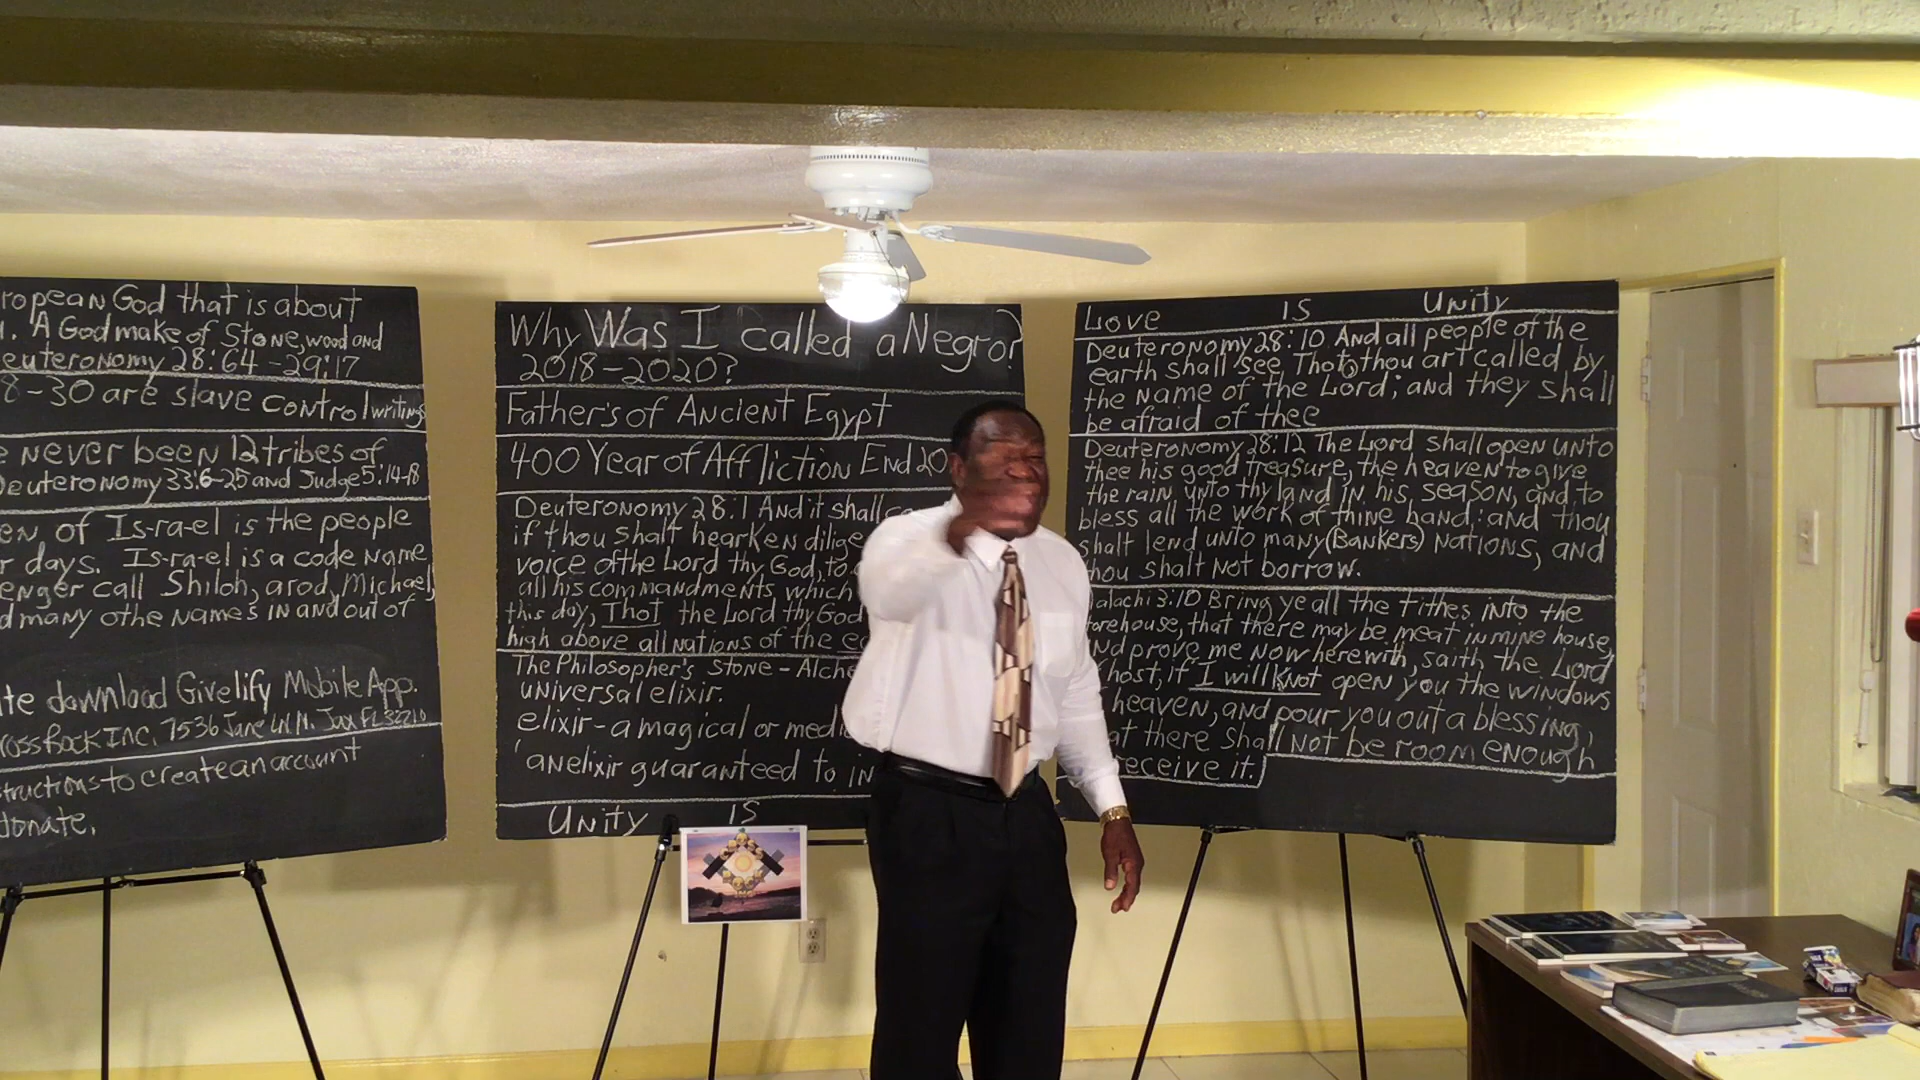 ropean God that is about
. A God make of Stone, wood and
euteronomy 28:64-29:17
8-30 are slave control writings
e never been 12 tribes of
Deuteronomy 33:6-25 and Judge 5:14-18
en of Is-ra-el is the people
r days. Is-ra-el is a code name
enger call Shiloh, arod, Michael,
d many othe names in and out of
te download Givelify Mobile App.
ross Rock INC, 7536 Jane LN. N. Jax FL 32210
tructions to create an account
donate,
Why Was I called a Negro?
2018-2020?
Father's of Ancient Egypt
400 Year of Affliction End 20
Deuteronomy 28.1 And it shall
if thou shalt hearken dilige
voice of the Lord thy God, to
all his commandments, which
this day, Thot the Lord thy God
high above all nations of the
The Philosopher's Stone - Alche
universal elixir.
elixir - a magical or medi
'an elixir guaranteed to in
Unity IS
Love IS Unity
Deuteronomy 28:10 And all people of the
earth shall see Thot thou art called by
the name of the Lord; and they shall
be afraid of thee
Deuteronomy 28:12 The Lord shall open unto
thee his good treasure, the heaven to give
the rain unto thy land in his season, and to
bless all the work of thine hand: and thou
shalt lend unto many (Bankers) Nations, and
hou shalt not borrow.
alachi 3:10 Bring ye all the tithes into the
orehouse, that there may be meat in mine house,
nd prove me now herewith, saith the Lord
host, if I will knot open you the windows
heaven, and pour you out a blessing,
at there shall not be room enough
receive it.